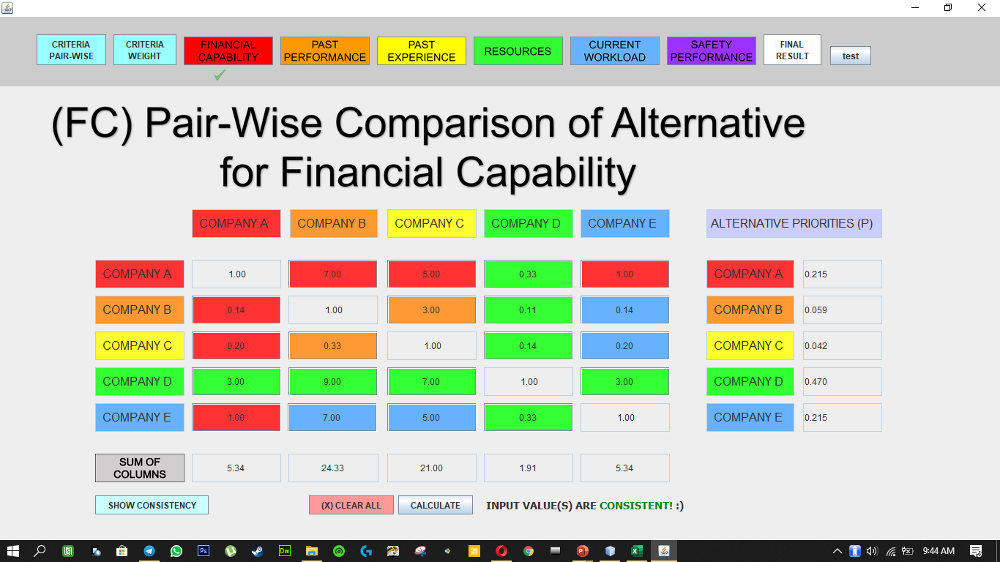 CRITERIA
PAIR-WISE
CRITERIA
WEIGHT
FINANCIAL
CAPABILITY
PAST
PERFORMANCE
PAST
EXPERIENCE
RESOURCES
CURRENT
WORKLOAD
SAFETY
PERFORMANCE
FINAL
RESULT
test
(FC) Pair-Wise Comparison of Alternative
for Financial Capability
COMPANY A COMPANY B COMPANY C COMPANY D COMPANY E ALTERNATIVE PRIORITIES (P)
COMPANY A 1.00 7.00 5.00 0.33 1.00 COMPANY A 0.215
COMPANY B 0.14 1.00 3.00 0.11 0.14 COMPANY B 0.059
COMPANY C 0.20 0.33 1.00 0.14 0.20 COMPANY C 0.042
COMPANY D 3.00 9.00 7.00 1.00 3.00 COMPANY D 0.470
COMPANY E 1.00 7.00 5.00 0.33 1.00 COMPANY E 0.215
SUM OF
COLUMNS
5.34 24.33 21.00 1.91 5.34
SHOW CONSISTENCY (X) CLEAR ALL CALCULATE INPUT VALUE(S) ARE CONSISTENT! :)
Ps Dw 9:44 AM